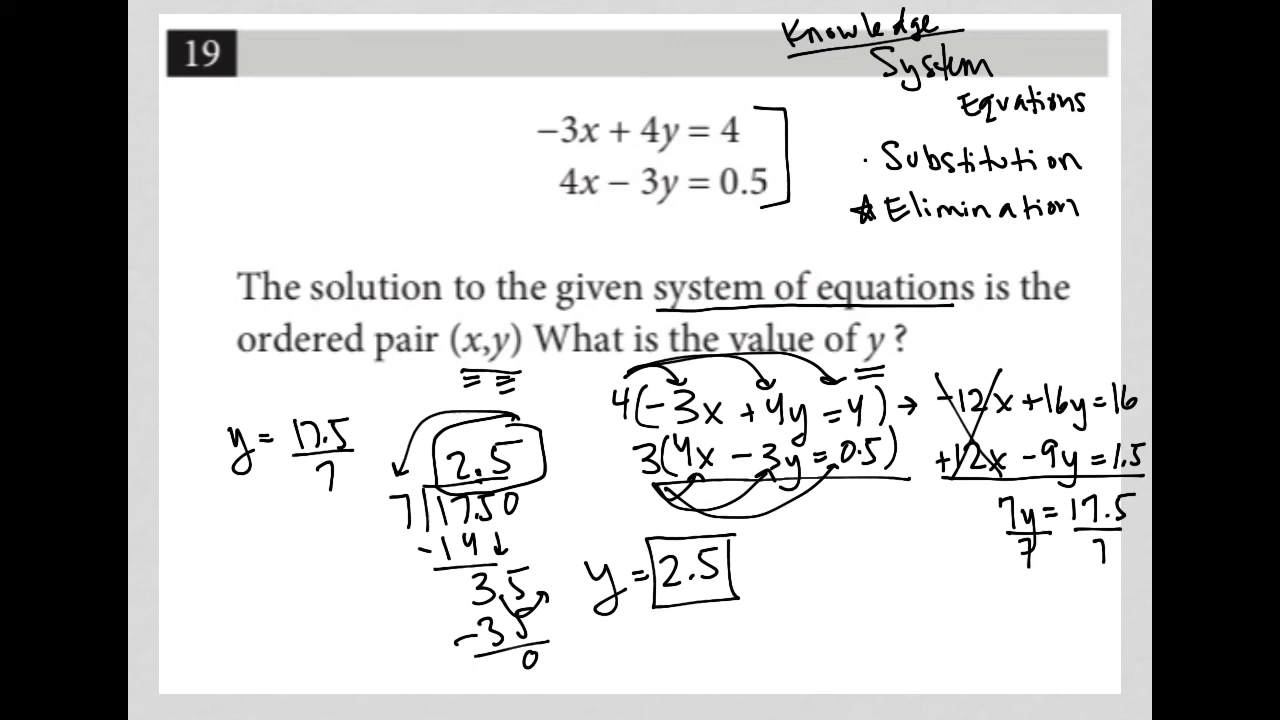 19
Knowledge
System
Equations
−3x + 4y = 4
4x − 3y = 0.5
· Substitution
☆ Elimination
The solution to the given system of equations is the
ordered pair (x,y) What is the value of y ?
y = 17.5/7
2.5
7 17.50
-14
3.5
-35
0
4(-3x + 4y = 4) → -12x + 16y = 16
3(4x - 3y = 0.5) +12x - 9y = 1.5
7y = 17.5
7 7
y = 2.5